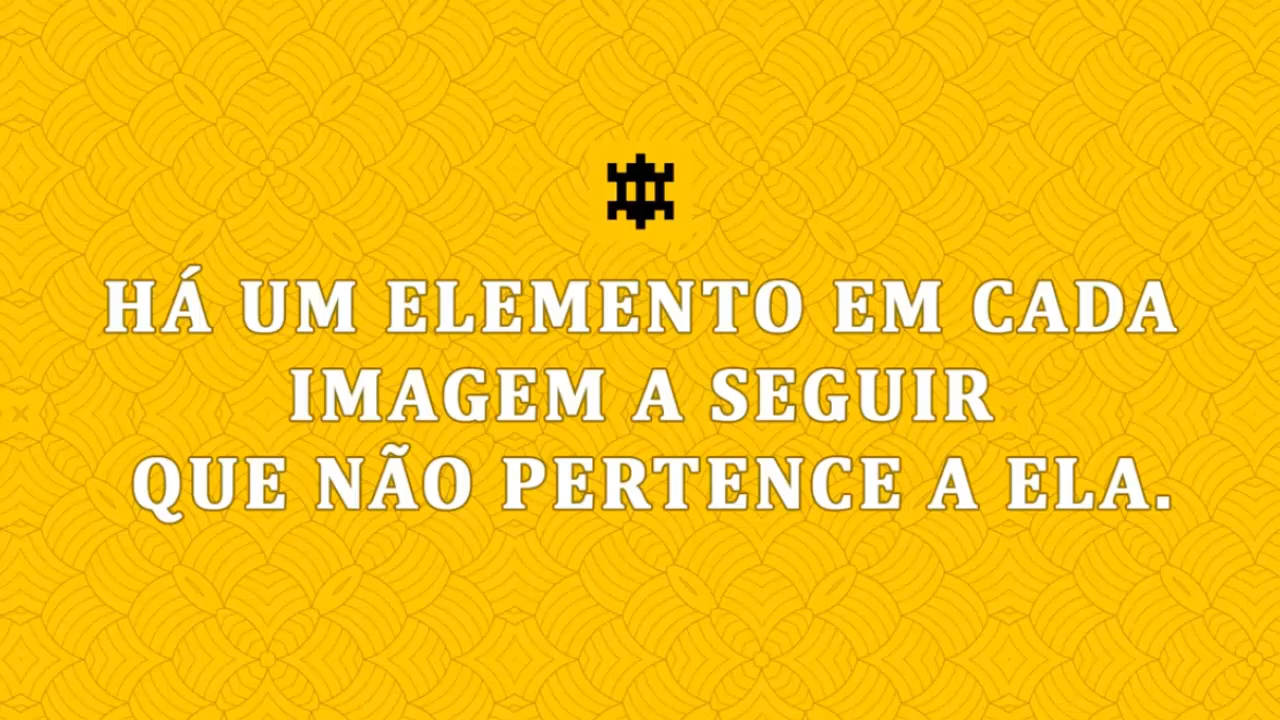 HÁ UM ELEMENTO EM CADA
IMAGEM A SEGUIR
QUE NÃO PERTENCE A ELA.